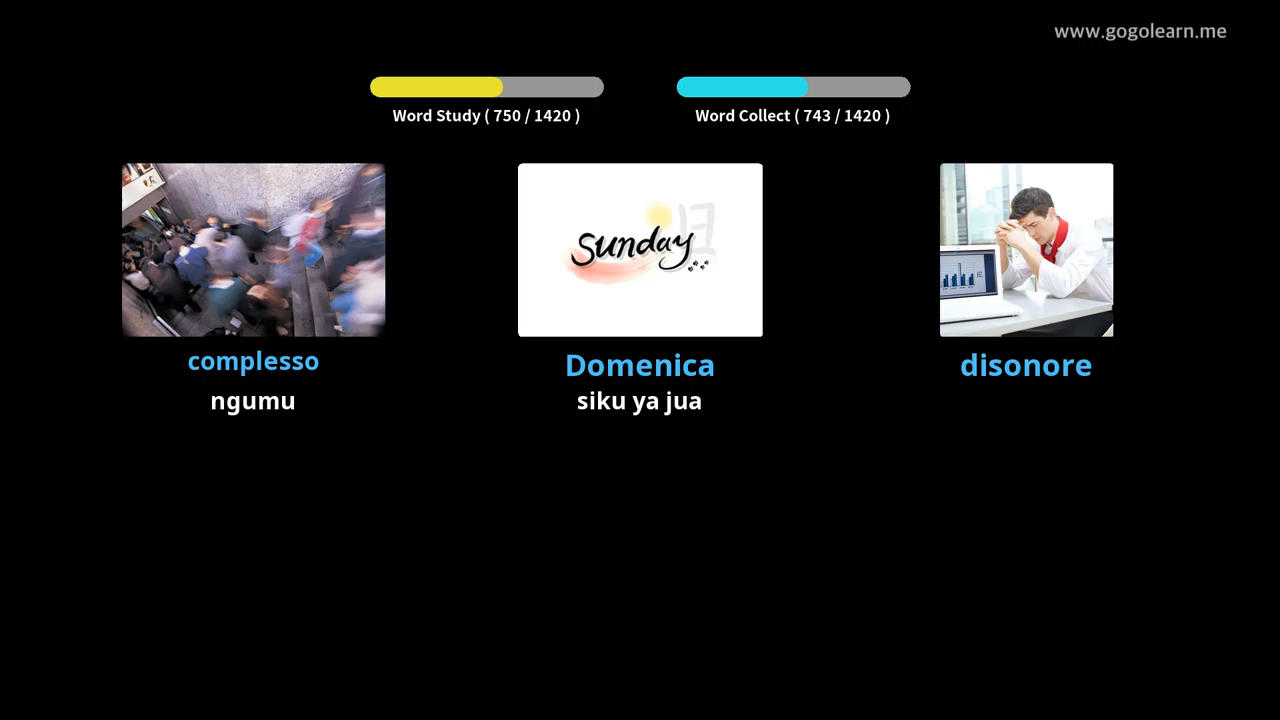 www.gogolearn.me
Word Study ( 750 / 1420 )
Word Collect ( 743 / 1420 )
Sunday
complesso
Domenica
disonore
ngumu
siku ya jua